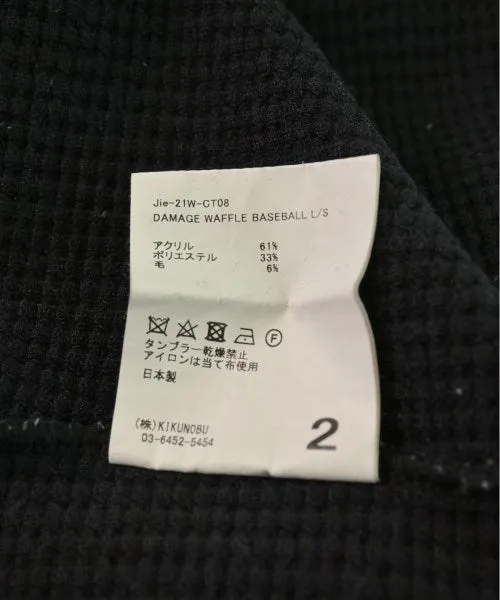 Jie-21W-CT08
DAMAGE WAFFLE BASEBALL L/S
アクリル 61%
ポリエステル 33%
毛 6%
F
タンブラー乾燥禁止
アイロンは当て布使用
日本製
(株)KIKUNOBU
03-6452-5454
2